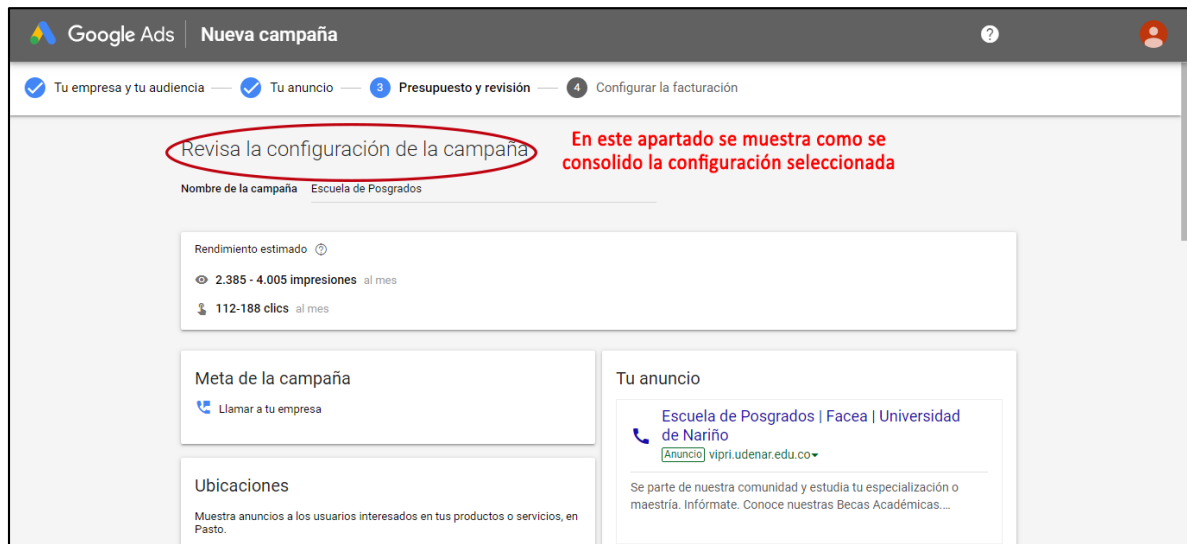 Google Ads Nueva campaña
Tu empresa y tu audiencia Tu anuncio 3 Presupuesto y revisión 4 Configurar la facturación
Revisa la configuración de la campaña
En este apartado se muestra como se
consolido la configuración seleccionada
Nombre de la campaña Escuela de Posgrados
Rendimiento estimado ?
2.385 - 4.005 impresiones al mes
112-188 clics al mes
Meta de la campaña
Llamar a tu empresa
Ubicaciones
Muestra anuncios a los usuarios interesados en tus productos o servicios, en
Pasto.
Tu anuncio
Escuela de Posgrados | Facea | Universidad
de Nariño
Anuncio vipri.udenar.edu.co
Se parte de nuestra comunidad y estudia tu especialización o
maestría. Infórmate. Conoce nuestras Becas Académicas....